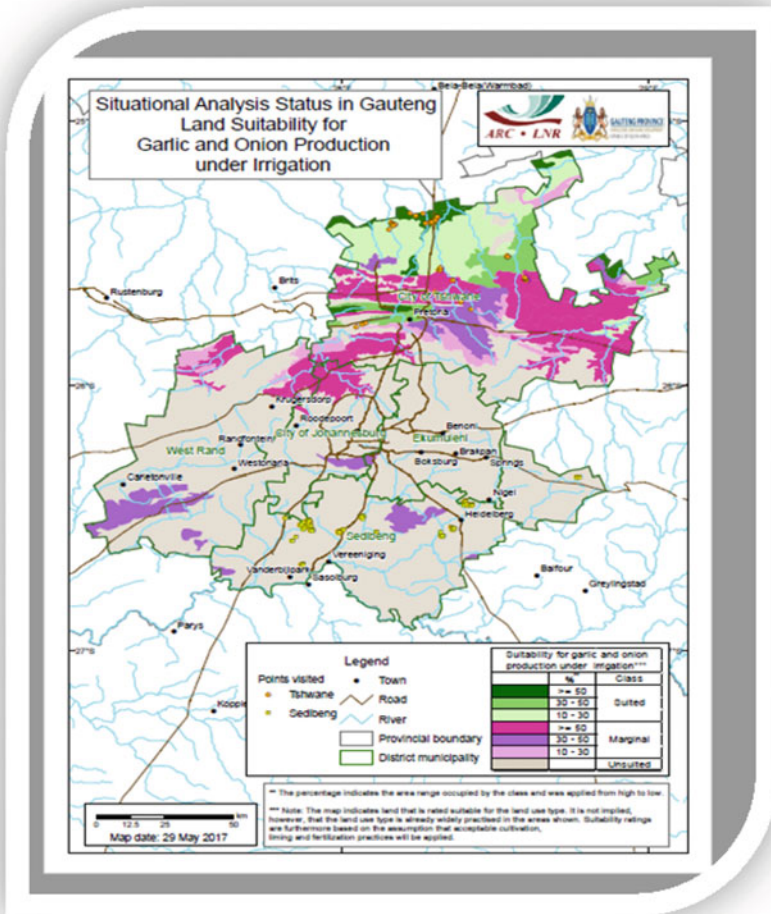 Bela-Bela(Warmbad)
Situational Analysis Status in Gauteng
Land Suitability for
Garlic and Onion Production
under Irrigation
ARC • LNR
GAUTENG PROVINCE
Rustenburg
Brits
City of Tshwane
Pretoria
26°S
26°S
Krugersdorp
Roodepoort
City of Johannesburg
Benoni
Ekurhuleni
West Rand
Randfontein
Westonaria
Boksburg
Brakpan
Springs
Carletonville
Nigel
Heidelberg
Sedibeng
Vereeniging
Vanderbijlpark
Sasolburg
Balfour
Greylingstad
Parys
27°S
27°S
Kopple
Legend
Points visited
Tshwane
Sedibeng
Town
Road
River
Provincial boundary
District municipality
Suitability for garlic and onion
production under irrigation***
% Class
>= 50
30 - 50 Suited
10 - 30
>= 50
30 - 50 Marginal
10 - 30
Unsuited
** The percentage indicates the area range occupied by the class and was applied from high to low.
*** Note: The map indicates land that is rated suitable for the land use type. It is not implied,
however, that the land use type is already widely practised in the areas shown. Suitability ratings
are furthermore based on the assumption that acceptable cultivation,
liming and fertilization practices will be applied.
km
0 12.5 25 50
Map date: 29 May 2017